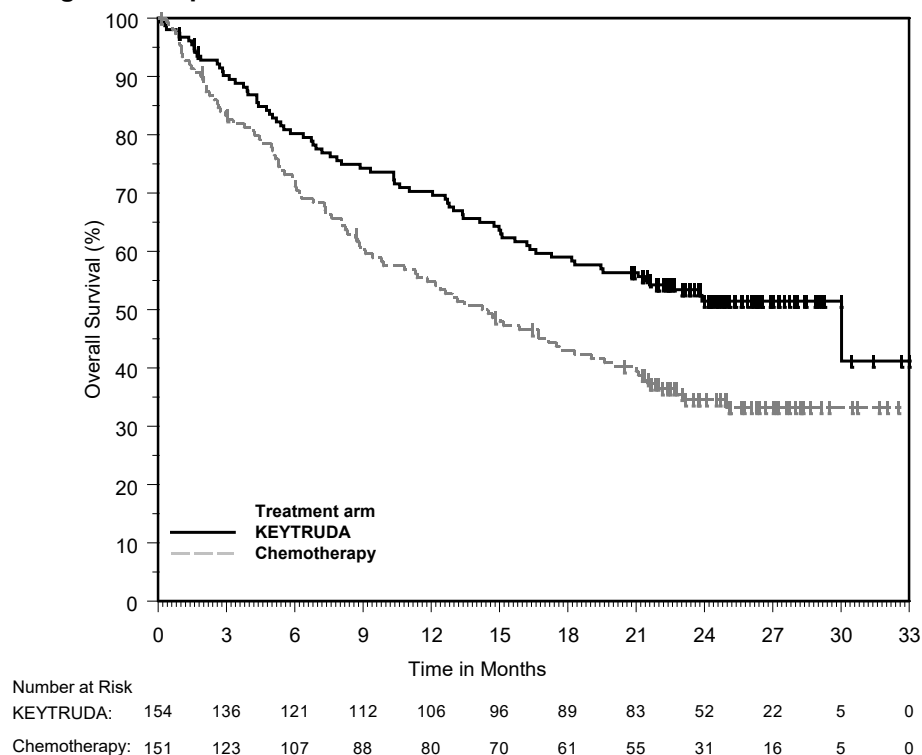 100
90
80
70
60
50
40
30
20
10
0
Overall Survival (%)
Treatment arm
KEYTRUDA
Chemotherapy
0 3 6 9 12 15 18 21 24 27 30 33
Time in Months
Number at Risk
KEYTRUDA: 154 136 121 112 106 96 89 83 52 22 5 0
Chemotherapy: 151 123 107 88 80 70 61 55 31 16 5 0